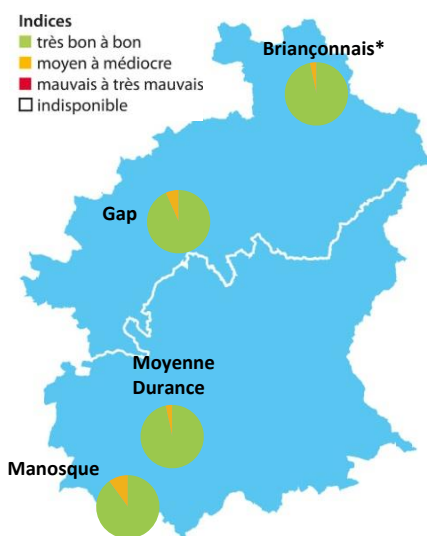 Indices
très bon à bon
moyen à médiocre
mauvais à très mauvais
indisponible
Briançonnais*
Gap
Moyenne
Durance
Manosque